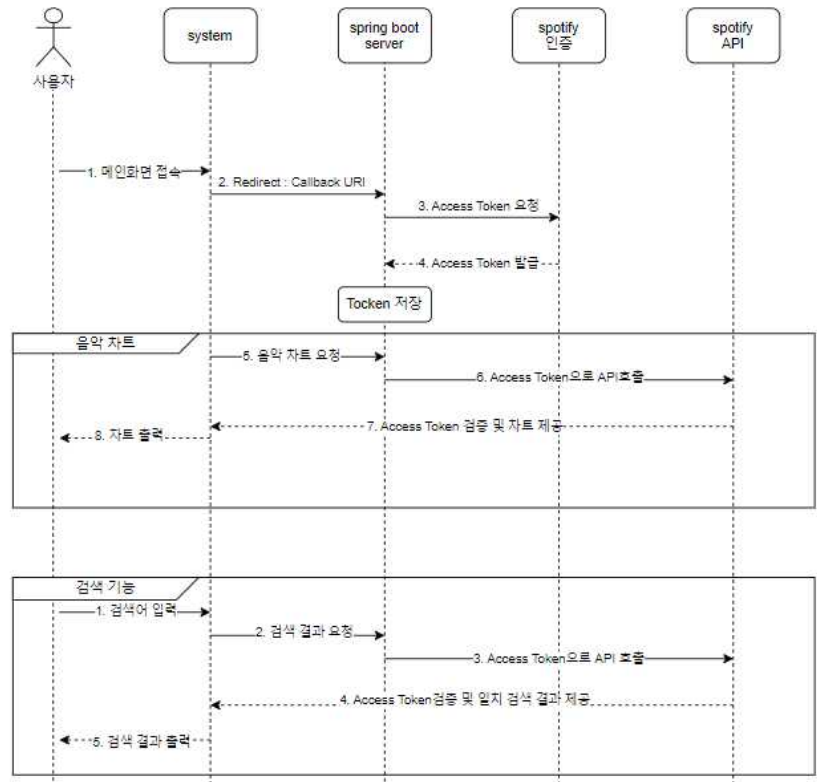 사용자
system
spring boot
server
spotify
인증
spotify
API
1. 메인화면 접속
2. Redirect : Callback URI
3. Access Token 요청
4. Access Token 발급
Tocken 저장
음악 차트
5. 음악 차트 요청
6. Access Token으로 API호출
7. Access Token 검증 및 차트 제공
8. 차트 출력
검색 기능
1. 검색어 입력
2. 검색 결과 요청
3. Access Token으로 API 호출
4. Access Token검증 및 일치 검색 결과 제공
5. 검색 결과 출력